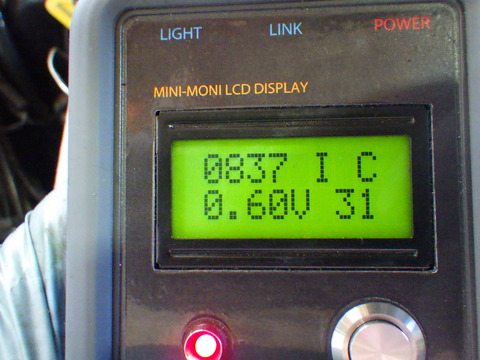 LIGHT LINK POWER
MINI-MONI LCD DISPLAY
0837 I C
0.60V 31